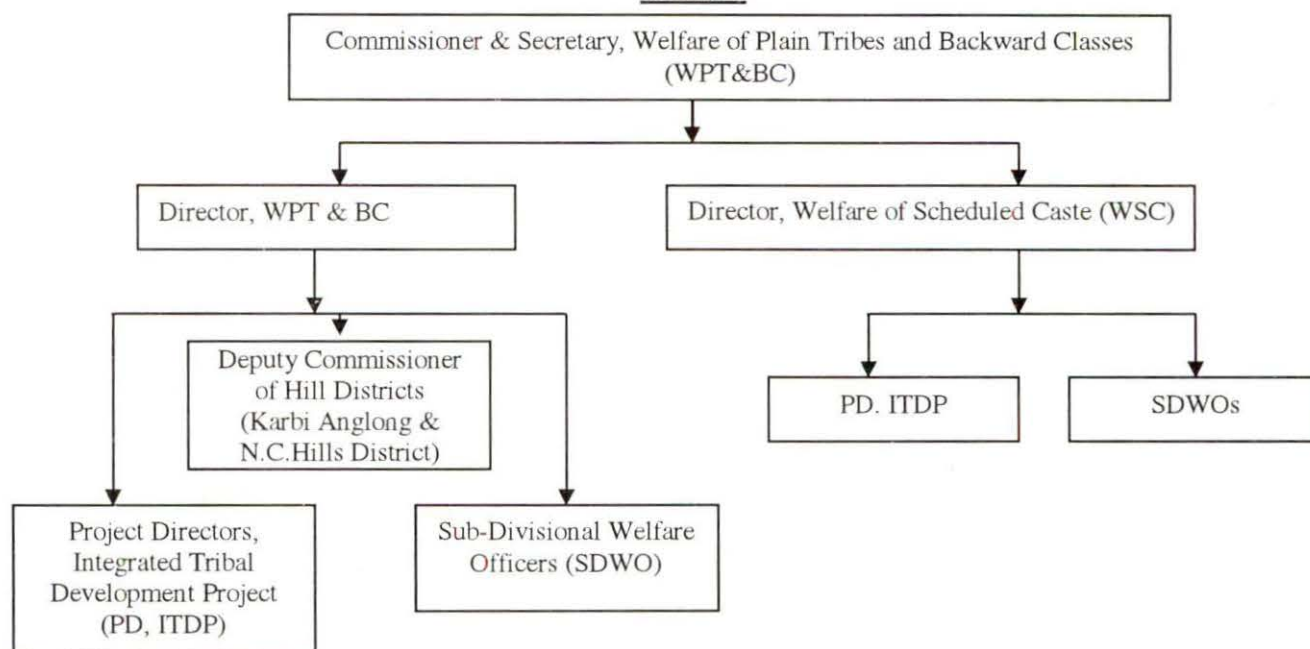 Commissioner & Secretary, Welfare of Plain Tribes and Backward Classes
(WPT&BC)
Director, WPT & BC
Director, Welfare of Scheduled Caste (WSC)
Deputy Commissioner
of Hill Districts
(Karbi Anglong &
N.C.Hills District)
PD. ITDP
SDWOs
Project Directors,
Integrated Tribal
Development Project
(PD, ITDP)
Sub-Divisional Welfare
Officers (SDWO)